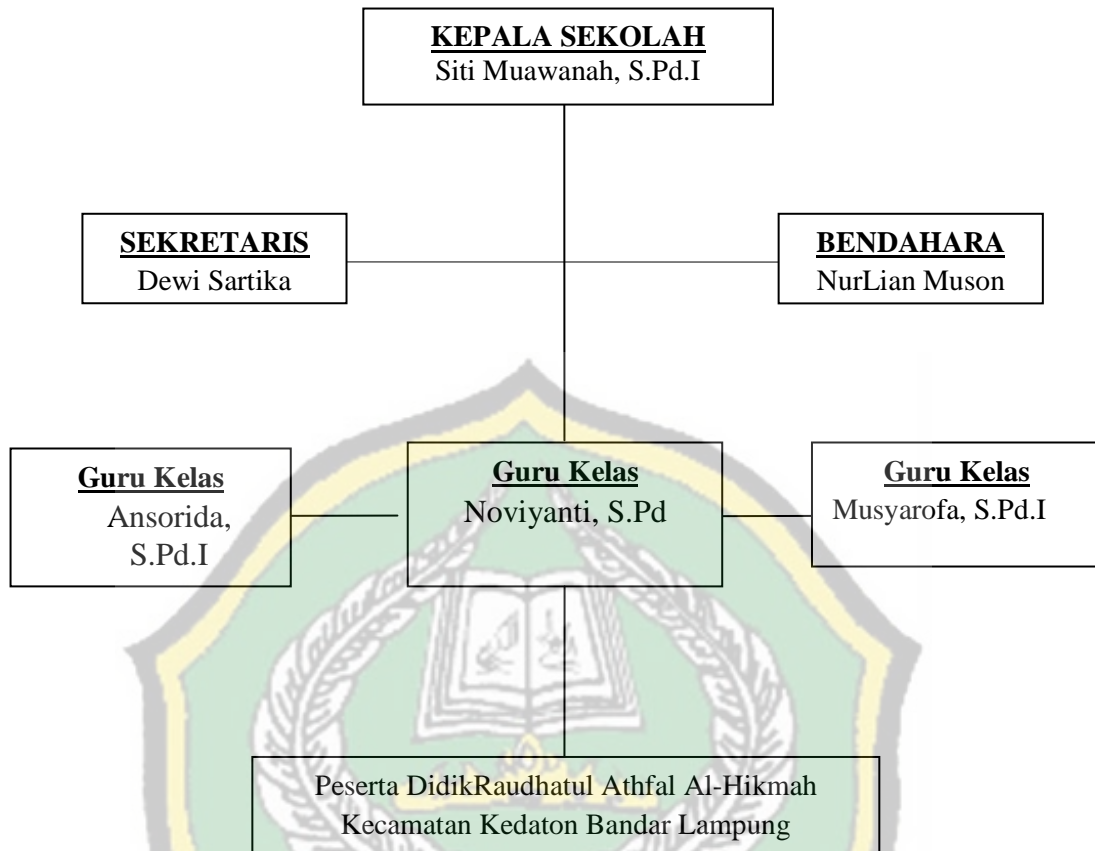 KEPALA SEKOLAH
Siti Muawanah, S.Pd.I
SEKRETARIS
Dewi Sartika
BENDAHARA
NurLian Muson
Guru Kelas
Ansorida,
S.Pd.I
Guru Kelas
Noviyanti, S.Pd
Guru Kelas
Musyarofa, S.Pd.I
Peserta DidikRaudhatul Athfal Al-Hikmah
Kecamatan Kedaton Bandar Lampung